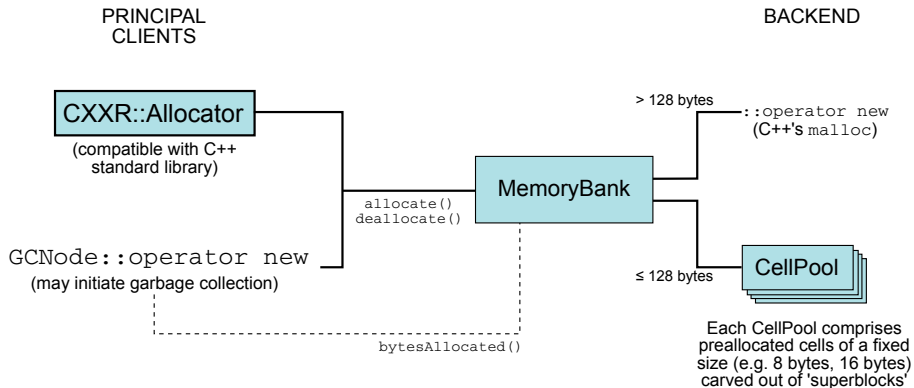 PRINCIPAL
CLIENTS
BACKEND
CXXR::Allocator
(compatible with C++
standard library)
> 128 bytes
::operator new
(C++'s malloc)
MemoryBank
allocate()
deallocate()
GCNode::operator new
(may initiate garbage collection)
≤ 128 bytes
CellPool
bytesAllocated()
Each CellPool comprises
preallocated cells of a fixed
size (e.g. 8 bytes, 16 bytes)
carved out of 'superblocks'